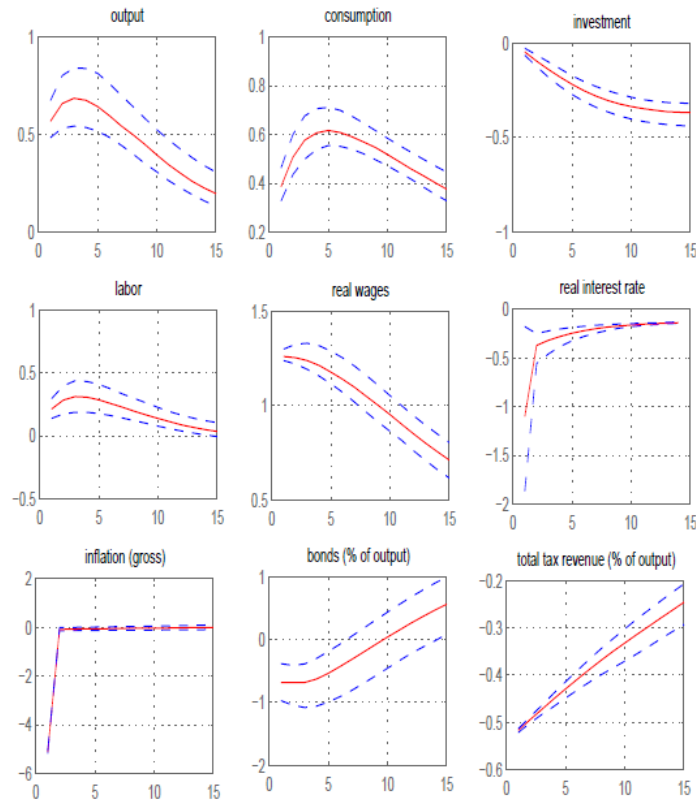 output
consumption
investment
1
0.5
0
0 5 10 15
1
0.8
0.6
0.4
0.2
0 5 10 15
0
−0.5
−1
0 5 10 15
labor
real wages
real interest rate
1
0.5
0
−0.5
0 5 10 15
1.5
1
0.5
0 5 10 15
0
−0.5
−1
−1.5
−2
0 5 10 15
inflation (gross)
bonds (% of output)
total tax revenue (% of output)
2
0
−2
−4
−6
0 5 10 15
1
0
−1
−2
0 5 10 15
−0.2
−0.3
−0.4
−0.5
−0.6
0 5 10 15